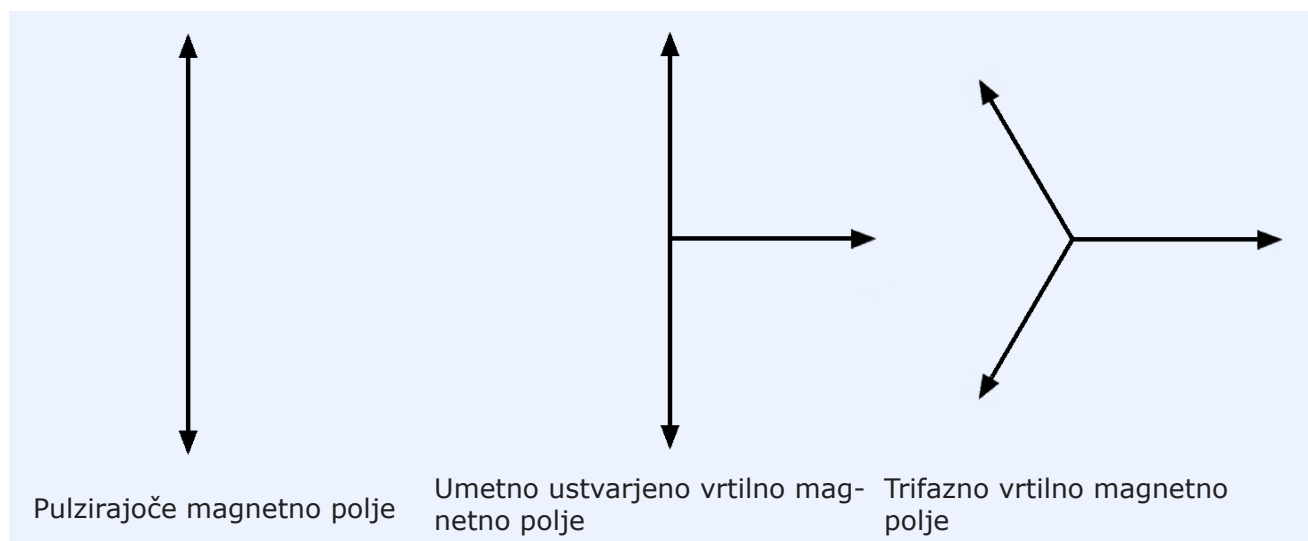 Pulzirajoče magnetno polje
Umetno ustvarjeno vrtilno mag-
netno polje
Trifazno vrtilno magnetno
polje